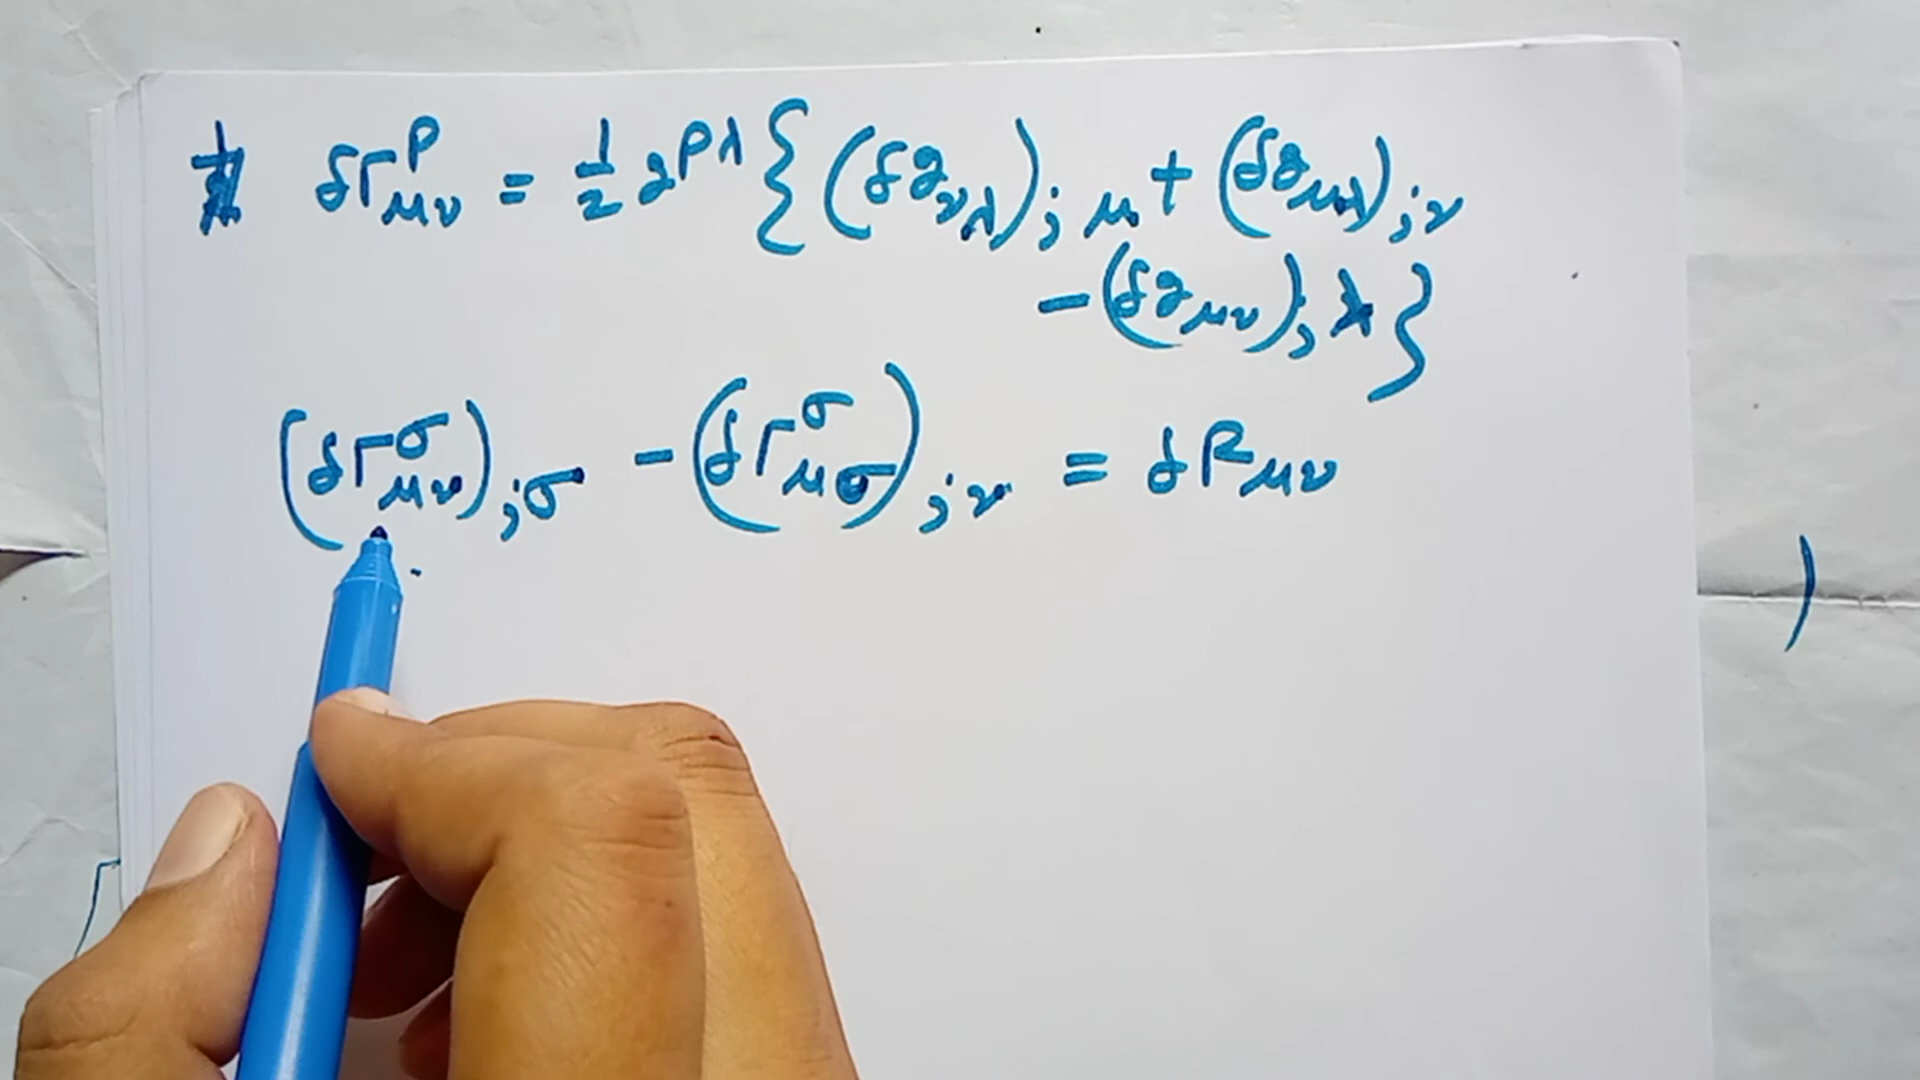 # δΓ^ρ_μν = 1/2 g^ρλ { (δg_νλ);μ + (δg_μλ);ν
− (δg_μν);λ }
(δΓ^σ_μν);σ − (δΓ^σ_μσ);ν = δR_μν
)